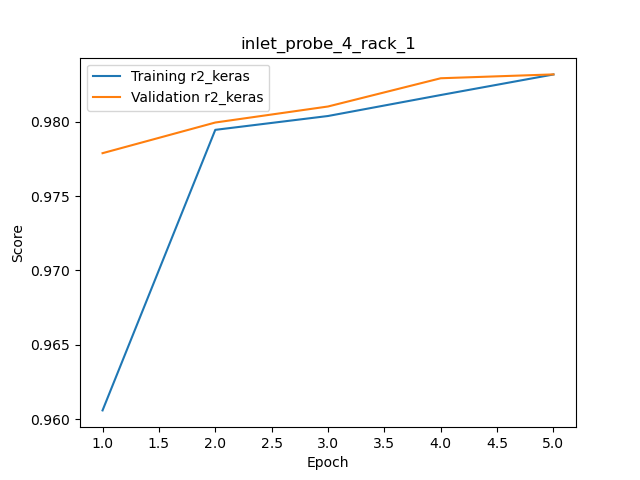 inlet_probe_4_rack_1
Training r2_keras
Validation r2_keras
0.980
0.975
0.970
0.965
0.960
Score
1.0 1.5 2.0 2.5 3.0 3.5 4.0 4.5 5.0
Epoch